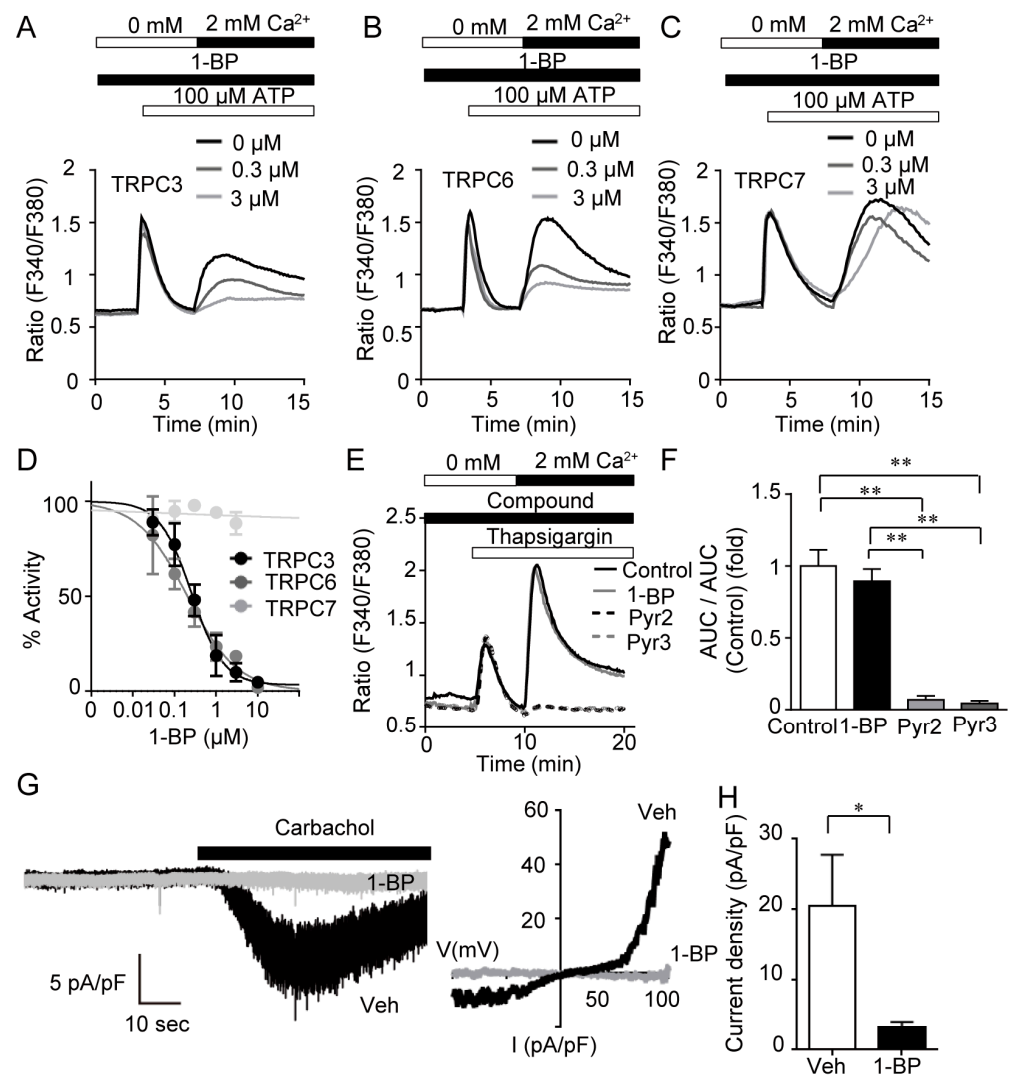 A
0 mM 2 mM Ca²⁺
1-BP
100 µM ATP
0 µM
0.3 µM
3 µM
TRPC3
Ratio (F340/F380)
2
1.5
1
0.5
0
0 5 10 15
Time (min)
B
0 mM 2 mM Ca²⁺
1-BP
100 µM ATP
0 µM
0.3 µM
3 µM
TRPC6
Ratio (F340/F380)
2
1.5
1
0.5
0
0 5 10 15
Time (min)
C
0 mM 2 mM Ca²⁺
1-BP
100 µM ATP
0 µM
0.3 µM
3 µM
TRPC7
Ratio (F340/F380)
2
1.5
1
0.5
0
0 5 10 15
Time (min)
D
% Activity
100
50
0
TRPC3
TRPC6
TRPC7
0 0.01 0.1 1 10
1-BP (µM)
E
0 mM 2 mM Ca²⁺
Compound
Thapsigargin
Control
1-BP
Pyr2
Pyr3
Ratio (F340/F380)
2.5
2
1.5
1
0.5
0 10 20
Time (min)
F
**
**
**
**
AUC / AUC
(Control) (fold)
1.5
1
0.5
0
Control 1-BP Pyr2 Pyr3
G
Carbachol
1-BP
Veh
5 pA/pF
10 sec
60
40
20
Veh
V(mV)
1-BP
50 100
I (pA/pF)
H
*
Current density (pA/pF)
30
20
10
0
Veh 1-BP